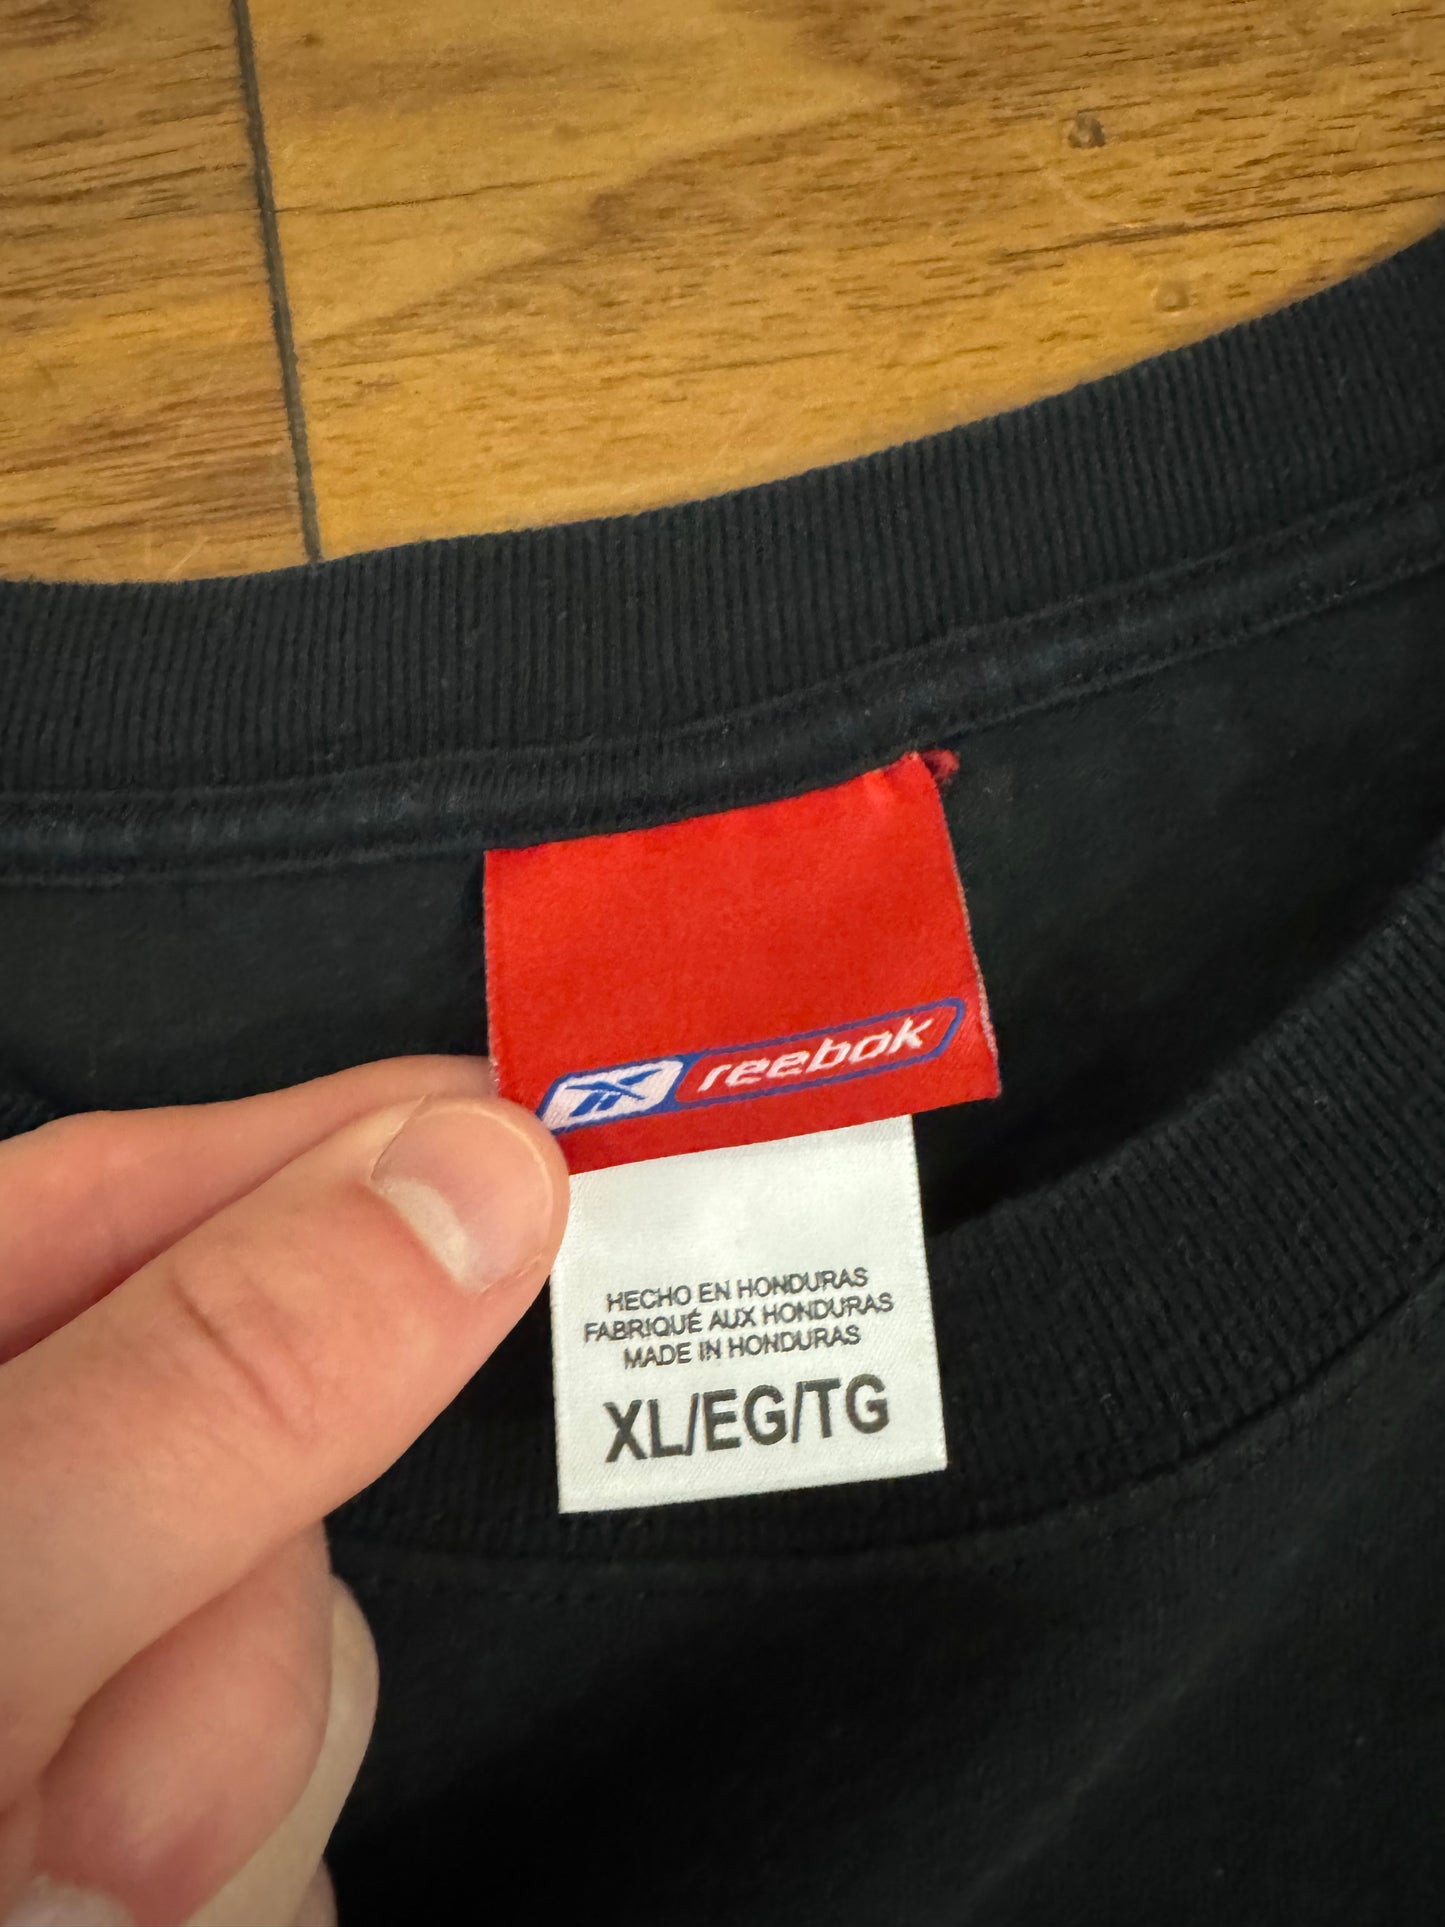 reebok
HECHO EN HONDURAS
FABRIQUÉ AUX HONDURAS
MADE IN HONDURAS
XL/EG/TG